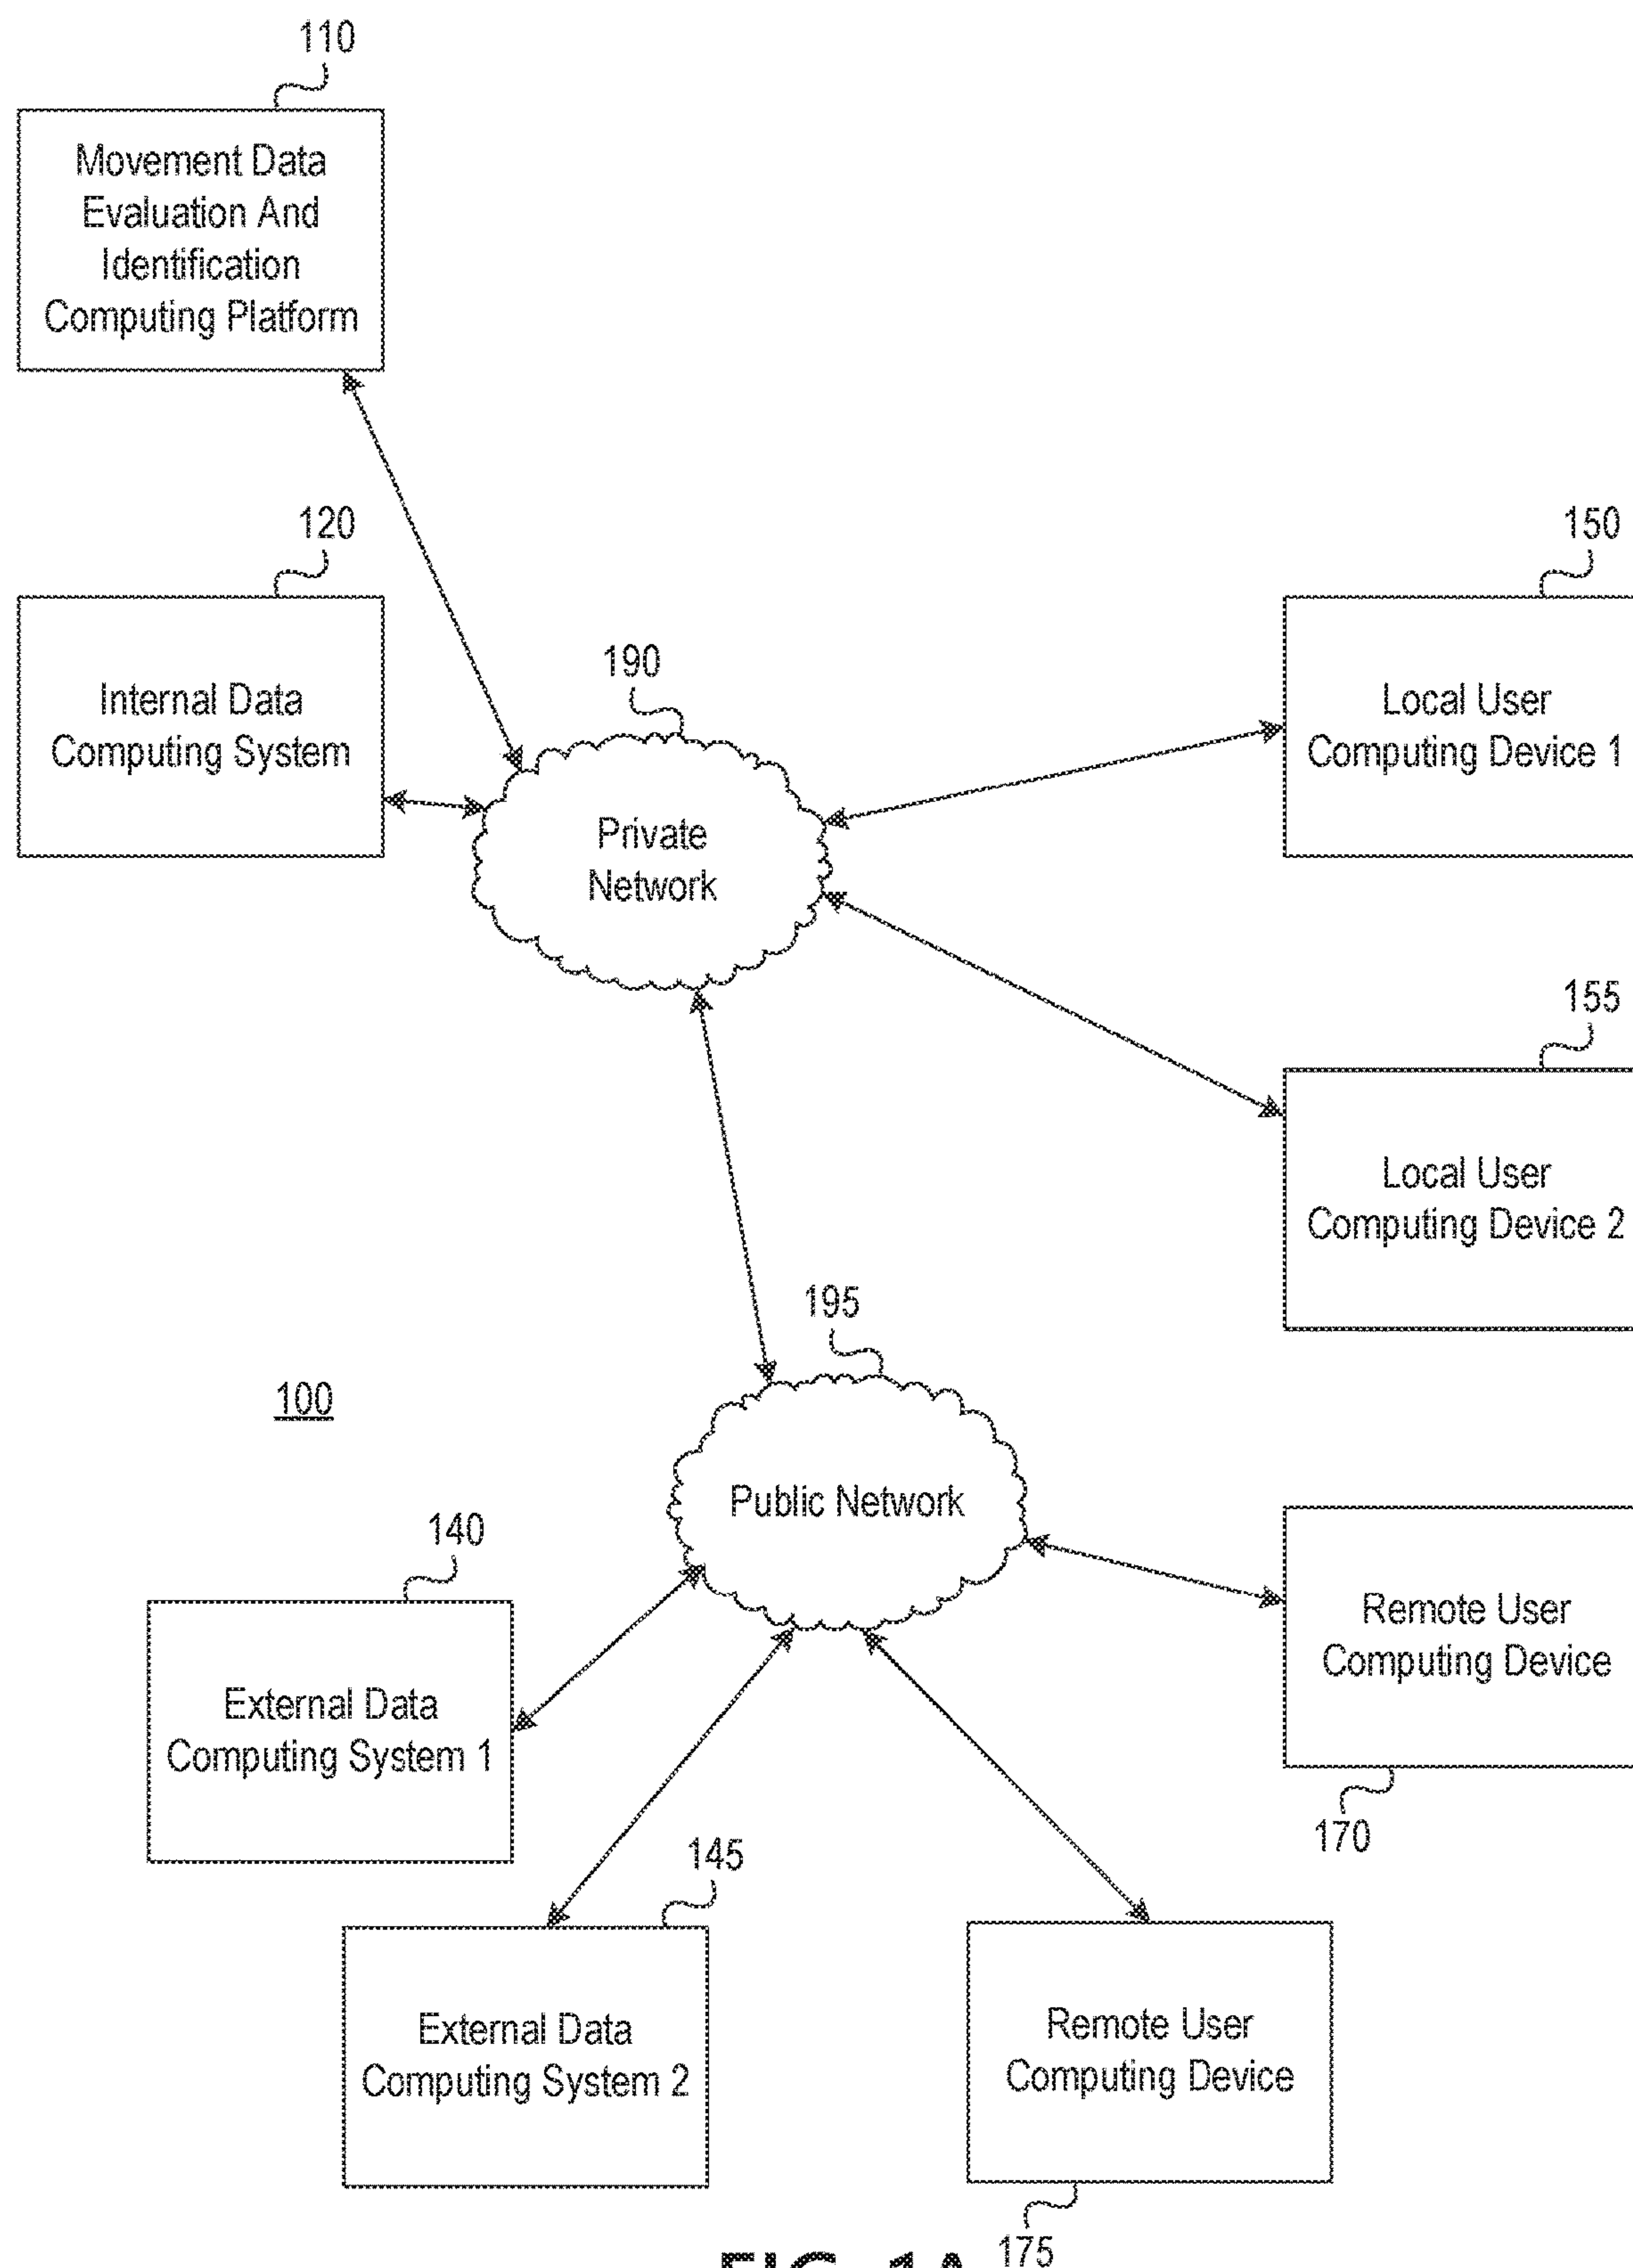 110
Movement Data
Evaluation And
Identification
Computing Platform
120
Internal Data
Computing System
190
Private
Network
150
Local User
Computing Device 1
155
Local User
Computing Device 2
195
Public Network
100
140
External Data
Computing System 1
145
External Data
Computing System 2
Remote User
Computing Device
170
Remote User
Computing Device
175
FIG. 1A